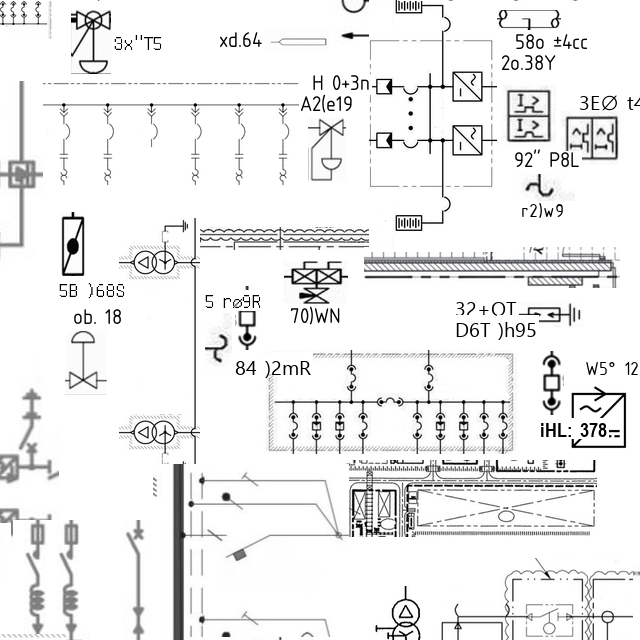 3x"T5
xd.64
58o ±4cc
2o.38Y
H 0+3n
A2(e19
3EØ t4
92" P8L
r2)w9
5B )68S
ob. 18
5 rø9R
70)WN
32+OT
D6T )h95
84 )2mR
W5° 12
iHL: 378